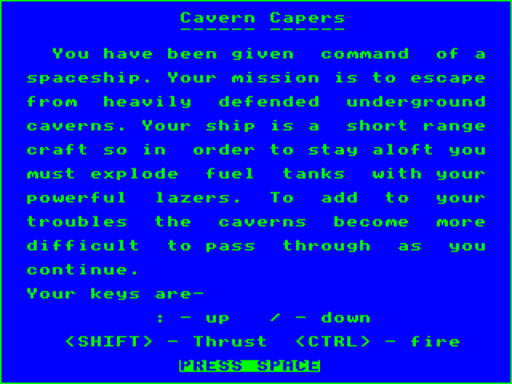 Cavern Capers
You have been given command of a
spaceship. Your mission is to escape
from heavily defended underground
caverns. Your ship is a short range
craft so in order to stay aloft you
must explode fuel tanks with your
powerful lazers. To add to your
troubles the caverns become more
difficult to pass through as you
continue.
Your keys are-
: - up / - down
<SHIFT> - Thrust <CTRL> - fire
PRESS SPACE